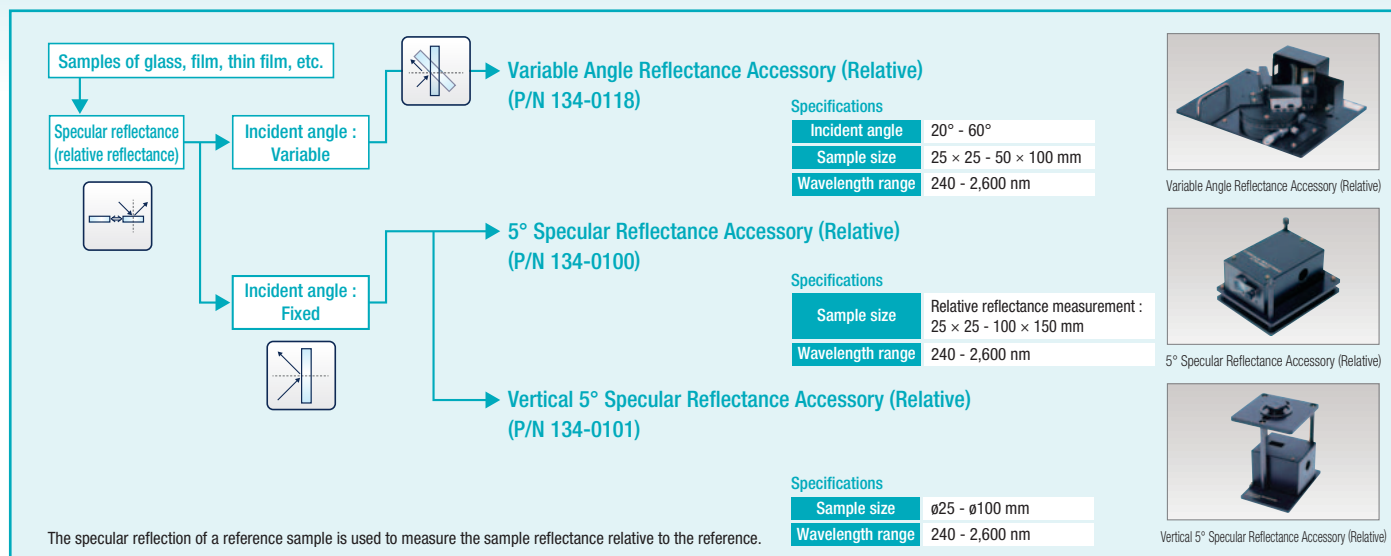 Samples of glass, film, thin film, etc.
Specular reflectance
(relative reflectance)
Incident angle :
Variable
Variable Angle Reflectance Accessory (Relative)
(P/N 134-0118)
Specifications
Incident angle 20° - 60°
Sample size 25 × 25 - 50 × 100 mm
Wavelength range 240 - 2,600 nm
Variable Angle Reflectance Accessory (Relative)
Incident angle :
Fixed
5° Specular Reflectance Accessory (Relative)
(P/N 134-0100)
Specifications
Sample size Relative reflectance measurement :
25 × 25 - 100 × 150 mm
Wavelength range 240 - 2,600 nm
5° Specular Reflectance Accessory (Relative)
Vertical 5° Specular Reflectance Accessory (Relative)
(P/N 134-0101)
Specifications
Sample size ø25 - ø100 mm
Wavelength range 240 - 2,600 nm
Vertical 5° Specular Reflectance Accessory (Relative)
The specular reflection of a reference sample is used to measure the sample reflectance relative to the reference.